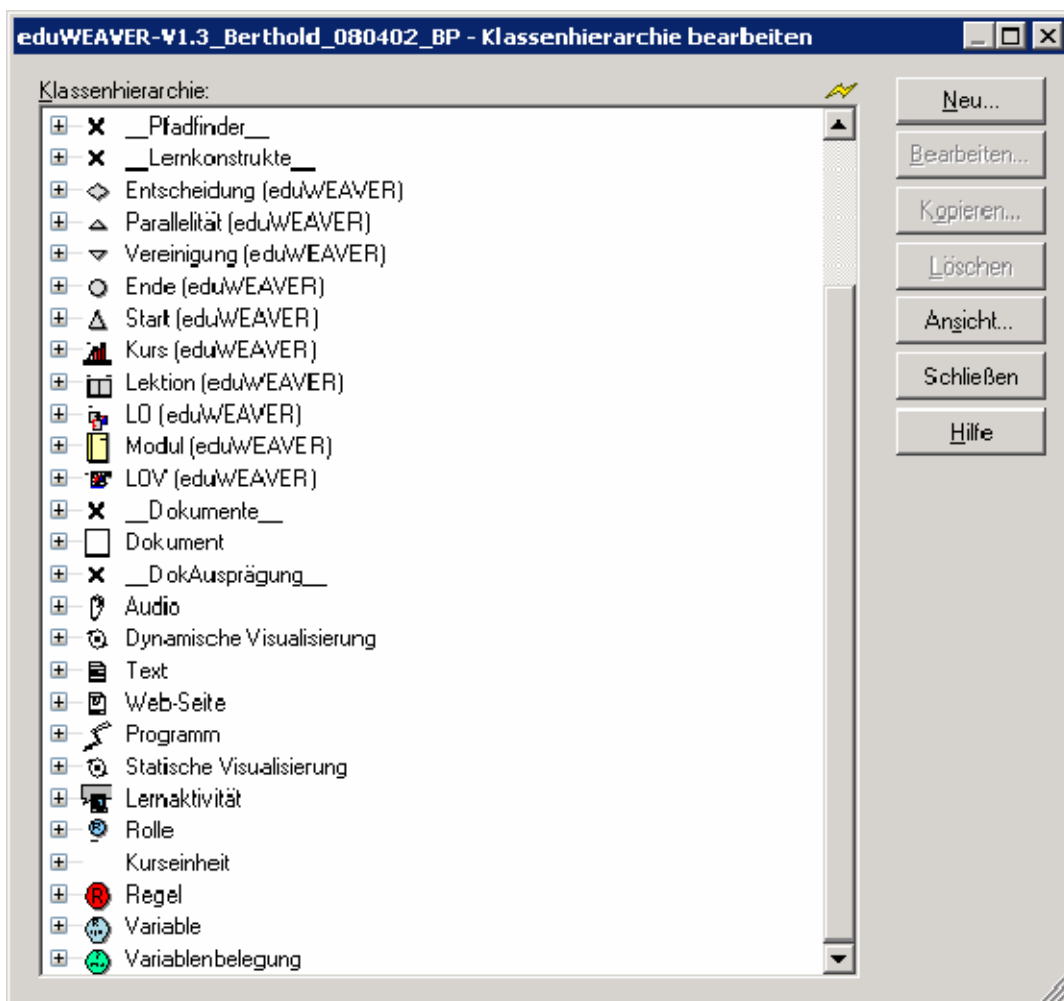 eduWEAVER-V1.3_Berthold_080402_BP - Klassenhierarchie bearbeiten
Klassenhierarchie:
__Pfadfinder__
__Lernkonstrukte__
Entscheidung (eduWEAVER)
Parallelität (eduWEAVER)
Vereinigung (eduWEAVER)
Ende (eduWEAVER)
Start (eduWEAVER)
Kurs (eduWEAVER)
Lektion (eduWEAVER)
LO (eduWEAVER)
Modul (eduWEAVER)
LOV (eduWEAVER)
__Dokumente__
Dokument
__DokAusprägung__
Audio
Dynamische Visualisierung
Text
Web-Seite
Programm
Statische Visualisierung
Lernaktivität
Rolle
Kurseinheit
Regel
Variable
Variablenbelegung
Neu...
Bearbeiten...
Kopieren...
Löschen
Ansicht...
Schließen
Hilfe